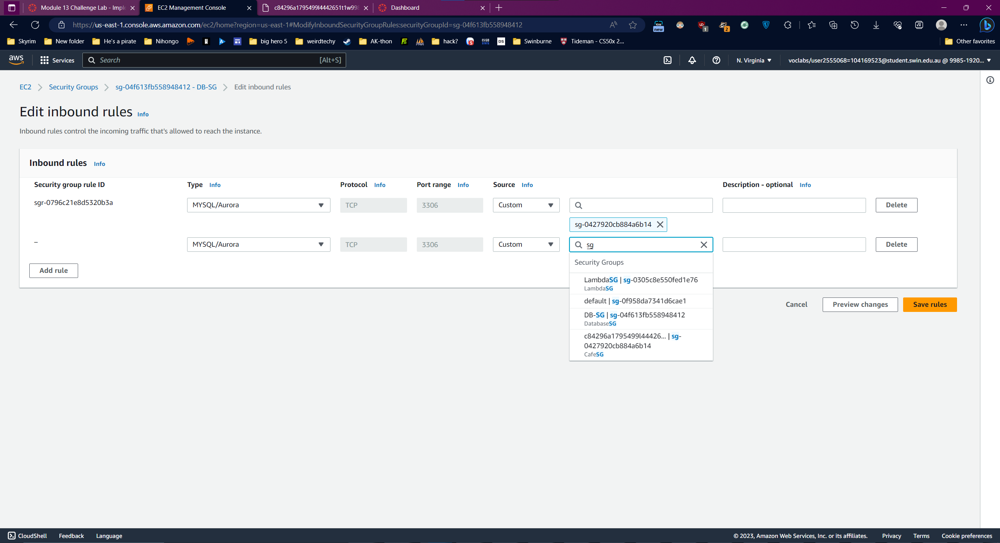 Module 13 Challenge Lab - Imple
EC2 Management Console
c84296a1795499l4442651t1w998
Dashboard
https://us-east-1.console.aws.amazon.com/ec2/home?region=us-east-1#ModifyInboundSecurityGroupRules:securityGroupId=sg-04f613fb558948412
new
1
2
Skyrim
New folder
He's a pirate
Nihongo
big hero 5
weirdtechy
AK-thon
hack?
DS
Swinburne
Tideman - CS50x 2...
Other favorites
aws
Services
Search
[Alt+S]
N. Virginia
voclabs/user2555068=104169523@student.swin.edu.au @ 9985-1920...
EC2
Security Groups
sg-04f613fb558948412 - DB-SG
Edit inbound rules
Edit inbound rules Info
Inbound rules control the incoming traffic that's allowed to reach the instance.
Inbound rules Info
Security group rule ID
Type Info
Protocol Info
Port range Info
Source Info
Description - optional Info
sgr-0796c21e8d5320b3a
MYSQL/Aurora
TCP
3306
Custom
Delete
sg-0427920cb884a6b14
–
MYSQL/Aurora
TCP
3306
Custom
sg
Delete
Add rule
Security Groups
LambdaSG | sg-0305c8e550fed1e76
LambdaSG
default | sg-0f958da7341d6cae1
DB-SG | sg-04f613fb558948412
DatabaseSG
c84296a1795499l44426... | sg-
0427920cb884a6b14
CafeSG
Cancel
Preview changes
Save rules
CloudShell
Feedback
Language
© 2023, Amazon Web Services, Inc. or its affiliates.
Privacy
Terms
Cookie preferences